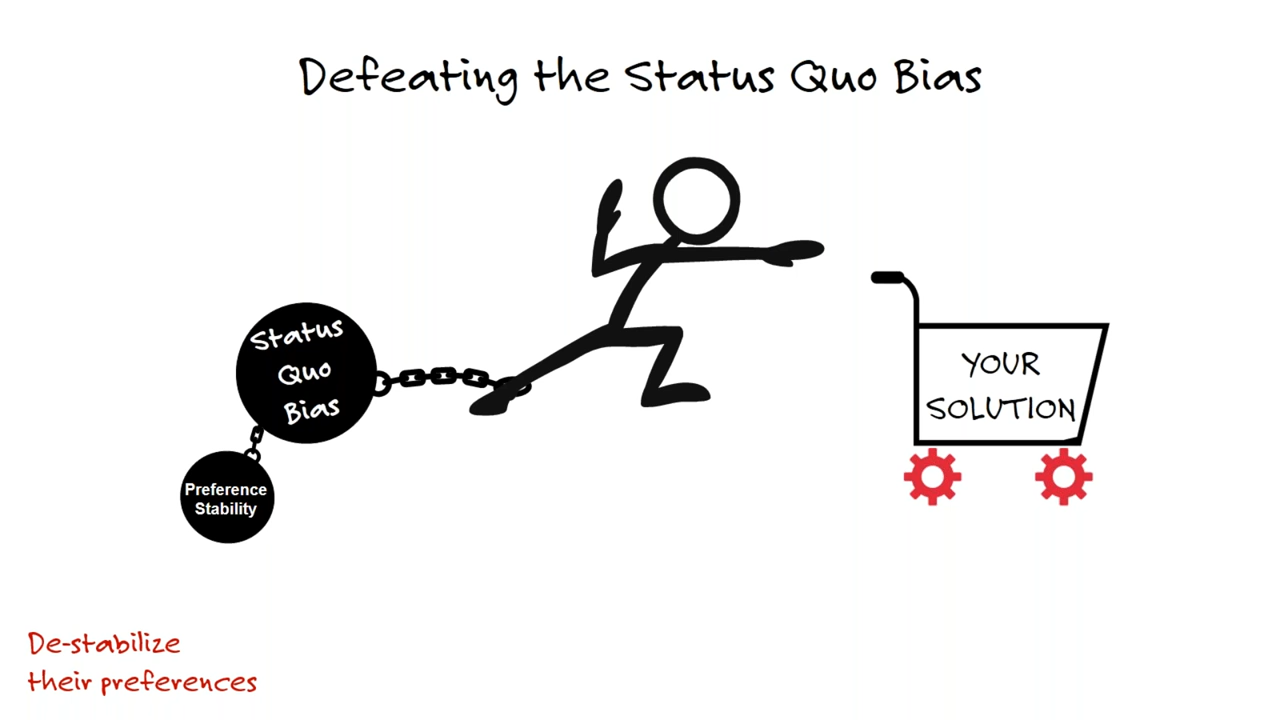 Defeating the Status Quo Bias
Status
Quo
Bias
Preference
Stability
YOUR
SOLUTION
De-stabilize
their preferences